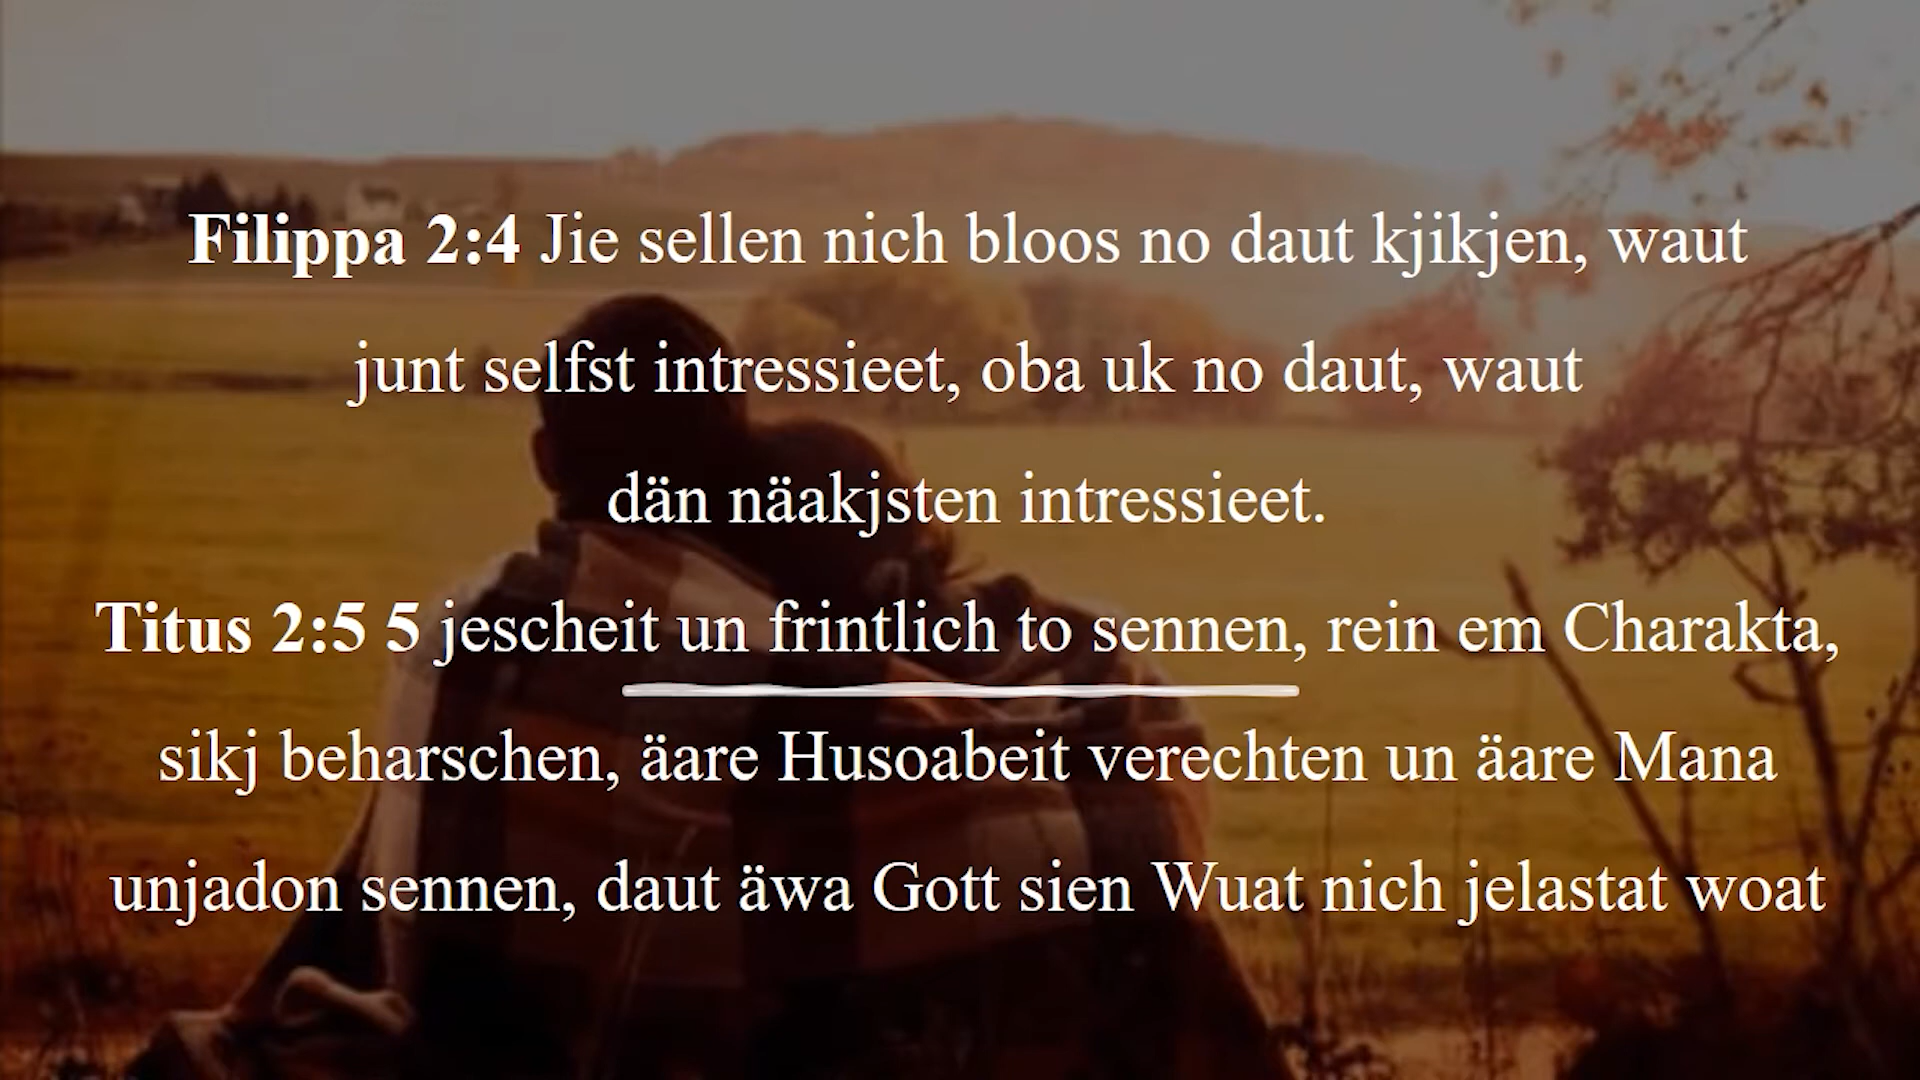 Filippa 2:4 Jie sellen nich bloos no daut kjikjen, waut
junt selfst intressieet, oba uk no daut, waut
dän näakjsten intressieet.
Titus 2:5 5 jescheit un frintlich to sennen, rein em Charakta,
sikj beharschen, äare Husoabeit verechten un äare Mana
unjadon sennen, daut äwa Gott sien Wuat nich jelastat woat